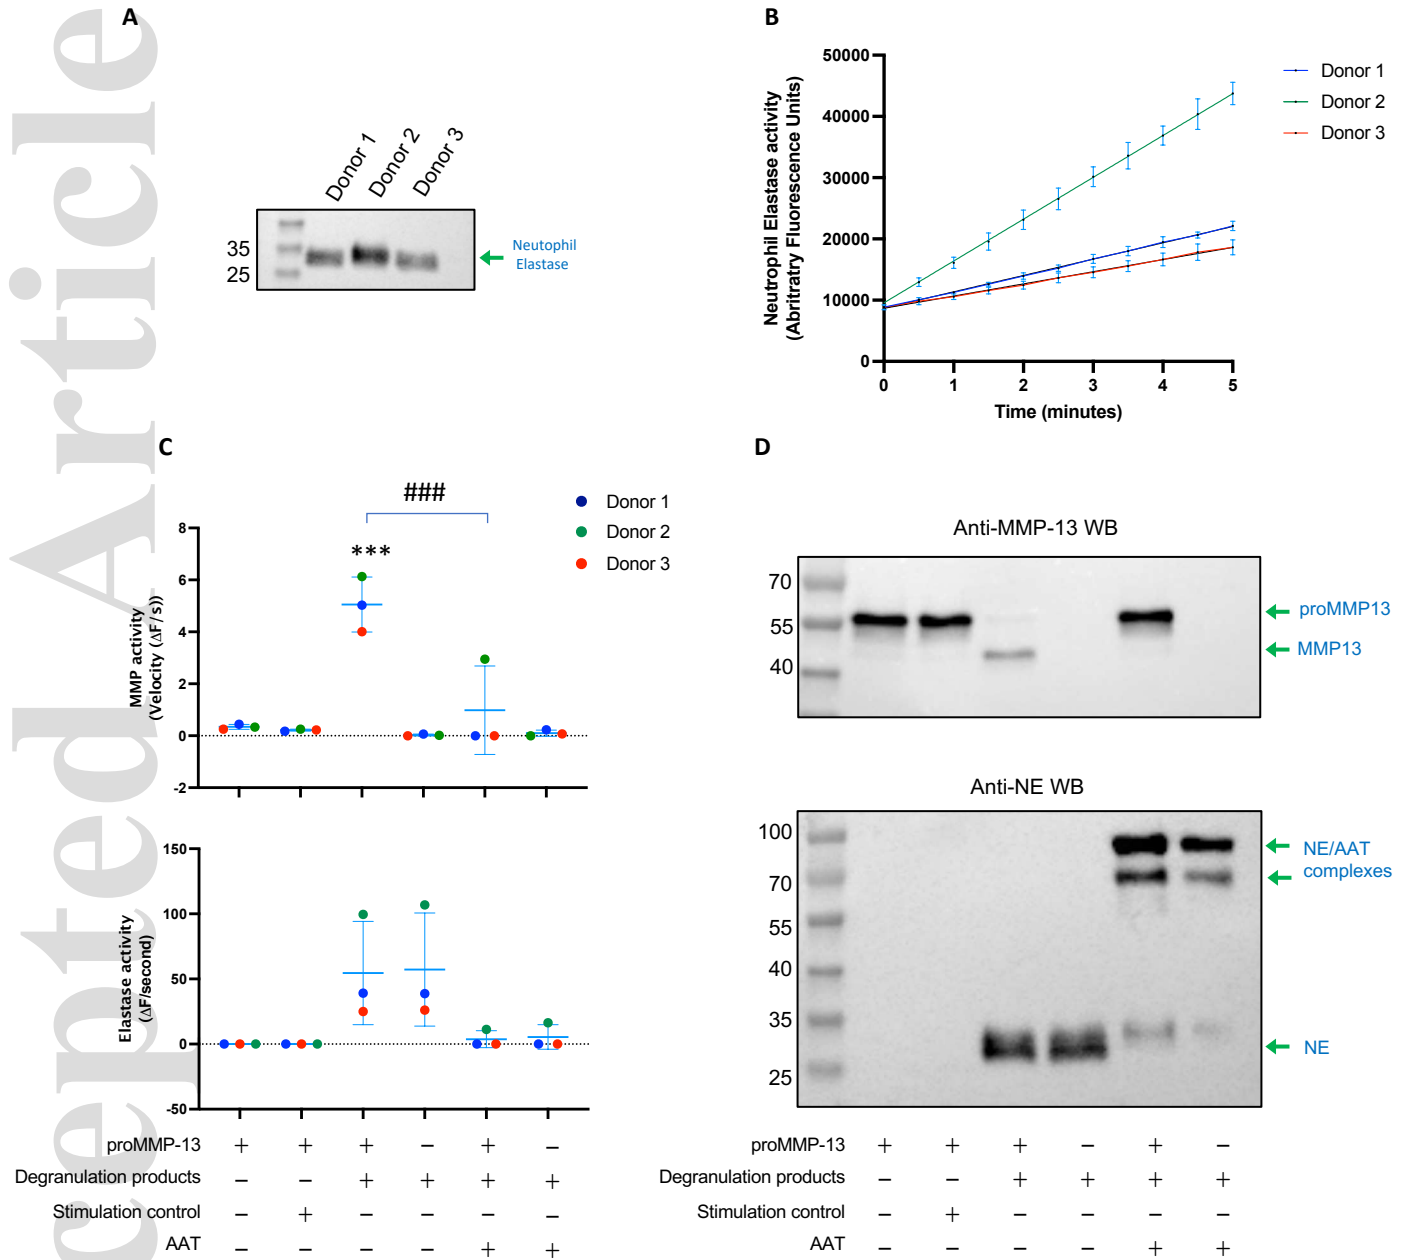 cepted Article
A
Donor 1
Donor 2
Donor 3
35
25
Neutophil
Elastase
B
Neutrophil Elastase activity
(Abritratry Fluorescence Units)
50000
40000
30000
20000
10000
0
0 1 2 3 4 5
Time (minutes)
Donor 1
Donor 2
Donor 3
C
###
***
Donor 1
Donor 2
Donor 3
MMP activity
(Velocity (ΔF/s))
8
6
4
2
0
-2
Elastase activity
(ΔF/second)
150
100
50
0
-50
proMMP-13 + + + − + −
Degranulation products − − + + + +
Stimulation control − + − − − −
AAT − − − − + +
D
Anti-MMP-13 WB
70
55
40
proMMP13
MMP13
Anti-NE WB
100
70
55
40
35
25
NE/AAT
complexes
NE
proMMP-13 + + + − + −
Degranulation products − − + + + +
Stimulation control − + − − − −
AAT − − − − + +